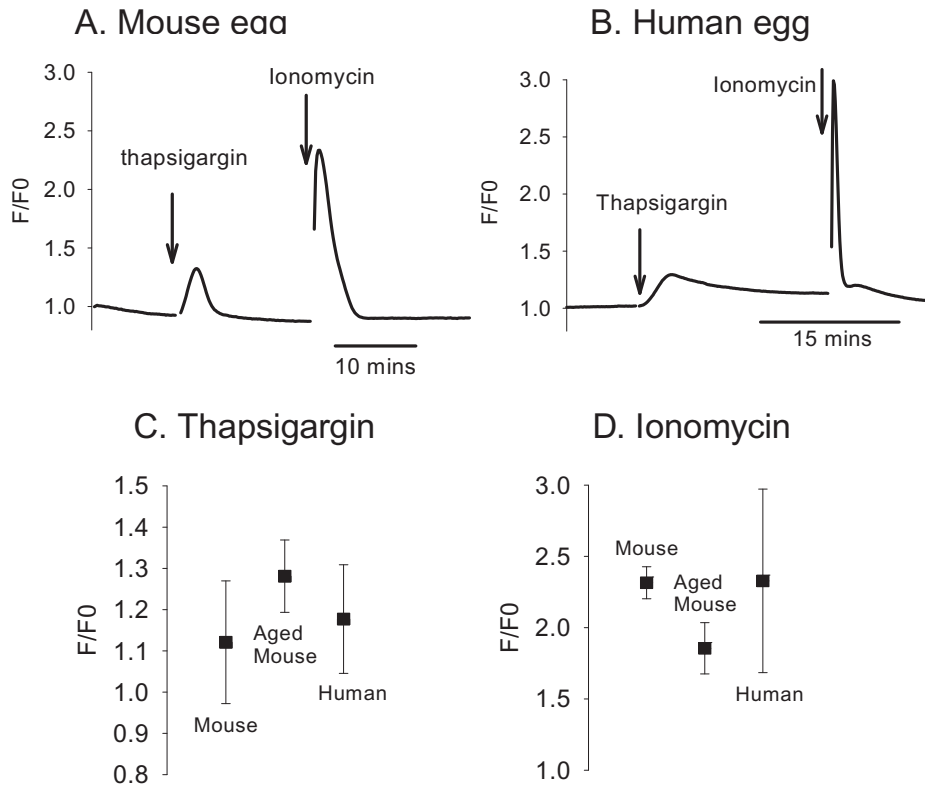 A. Mouse egg
B. Human egg
3.0
2.5
2.0
1.5
1.0
F/F0
thapsigargin
Ionomycin
10 mins
3.0
2.5
2.0
1.5
1.0
F/F0
Thapsigargin
Ionomycin
15 mins
C. Thapsigargin
D. Ionomycin
1.5
1.4
1.3
1.2
1.1
1.0
0.9
0.8
F/F0
Mouse
Aged
Mouse
Human
3.0
2.5
2.0
1.5
1.0
F/F0
Mouse
Aged
Mouse
Human